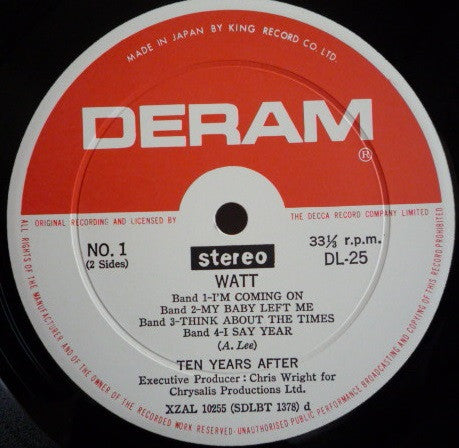 MADE IN JAPAN BY KING RECORD CO. LTD.
DERAM
®
ORIGINAL RECORDING AND LICENSED BY THE DECCA RECORD COMPANY LIMITED
NO. 1
(2 Sides)
stereo
33⅓ r.p.m.
DL-25
WATT
Band 1-I'M COMING ON
Band 2-MY BABY LEFT ME
Band 3-THINK ABOUT THE TIMES
Band 4-I SAY YEAR
(A. Lee)
TEN YEARS AFTER
Executive Producer : Chris Wright for
Chrysalis Productions Ltd.
XZAL 10255 (SDLBT 1378) d
ALL RIGHTS OF THE MANUFACTURER AND OF THE OWNER OF THE RECORDED WORK RESERVED·UNAUTHORISED PUBLIC PERFORMANCE BROADCASTING AND COPYING OF THIS RECORD PROHIBITED